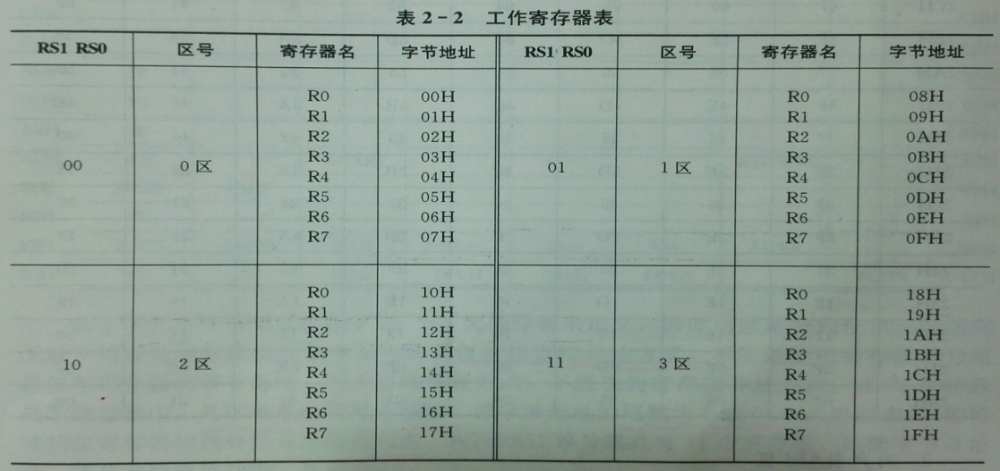 表 2-2 工作寄存器表
RS1 RS0 区号 寄存器名 字节地址 RS1 RS0 区号 寄存器名 字节地址
R0 00H R0 08H
R1 01H R1 09H
R2 02H R2 0AH
R3 03H R3 0BH
00 0 区 01 1 区
R4 04H R4 0CH
R5 05H R5 0DH
R6 06H R6 0EH
R7 07H R7 0FH
R0 10H R0 18H
R1 11H R1 19H
R2 12H R2 1AH
R3 13H R3 1BH
10 2 区 11 3 区
R4 14H R4 1CH
R5 15H R5 1DH
R6 16H R6 1EH
R7 17H R7 1FH